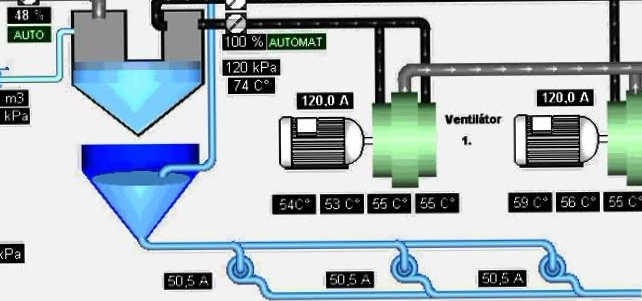 48 %
AUTO
100 % AUTOMAT
120 kPa
74 C°
m3
kPa
120,0 A
120,0 A
Ventilátor
1.
54C° 53 C° 55 C° 55 C°
59 C° 56 C° 55 C°
kPa
50,5 A
50,5 A
50,5 A